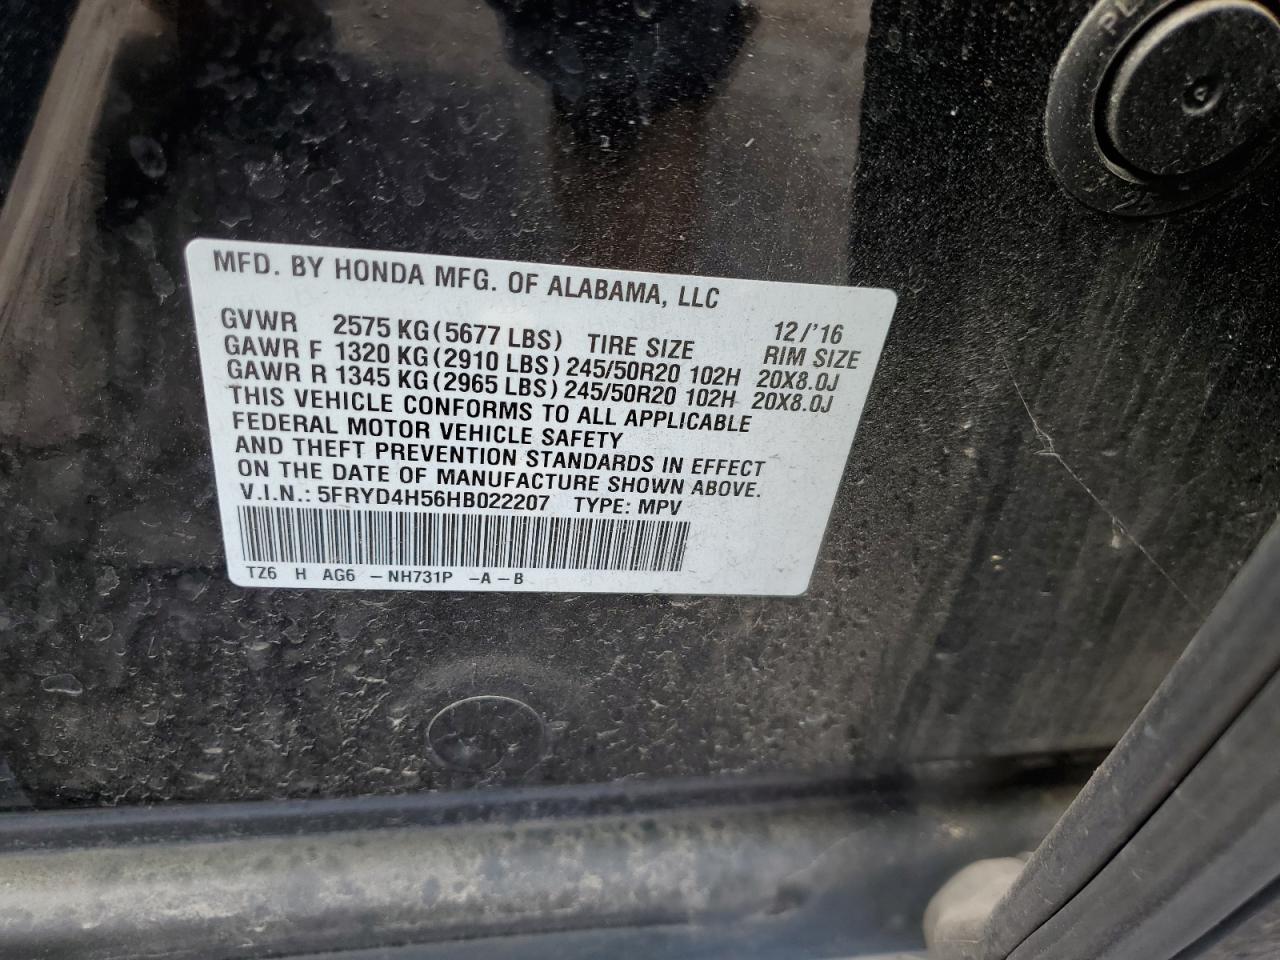 MFD. BY HONDA MFG. OF ALABAMA, LLC
12/'16
GVWR 2575 KG(5677 LBS) TIRE SIZE RIM SIZE
GAWR F 1320 KG(2910 LBS) 245/50R20 102H 20X8.0J
GAWR R 1345 KG(2965 LBS) 245/50R20 102H 20X8.0J
THIS VEHICLE CONFORMS TO ALL APPLICABLE
FEDERAL MOTOR VEHICLE SAFETY
AND THEFT PREVENTION STANDARDS IN EFFECT
ON THE DATE OF MANUFACTURE SHOWN ABOVE.
V.I.N.: 5FRYD4H56HB022207 TYPE: MPV
TZ6 H AG6 - NH731P -A - B